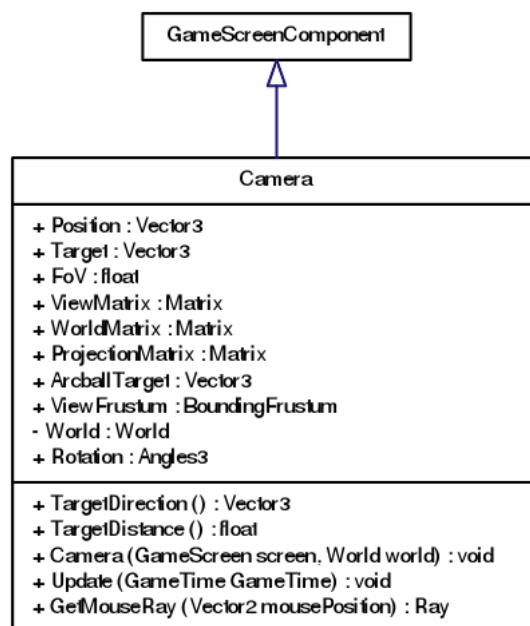 GameScreenComponent
Camera
+ Position : Vector3
+ Target : Vector3
+ FoV : float
+ ViewMatrix : Matrix
+ WorldMatrix : Matrix
+ ProjectionMatrix : Matrix
+ ArcballTarget : Vector3
+ ViewFrustum : BoundingFrustum
- World : World
+ Rotation : Angles3
+ TargetDirection () : Vector3
+ TargetDistance () : float
+ Camera (GameScreen screen, World world) : void
+ Update (GameTime GameTime) : void
+ GetMouseRay (Vector2 mousePosition) : Ray